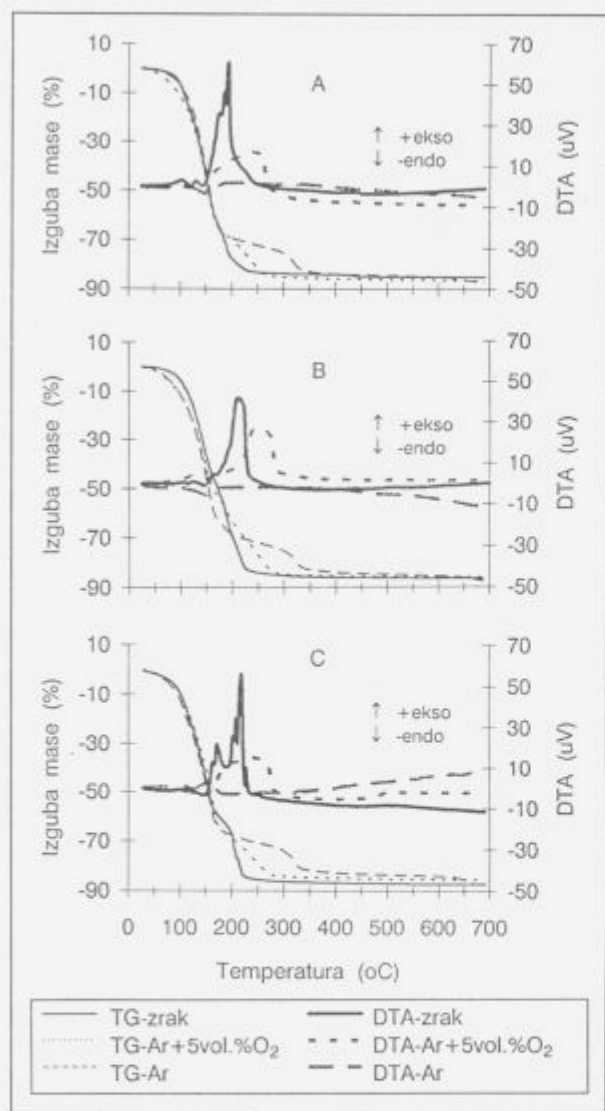 10
-10
-30
-50
-70
-90
Izguba mase (%)
A
↑ +ekso
↓ -endo
70
50
30
10
-10
-30
-50
DTA (uV)
10
-10
-30
-50
-70
-90
Izguba mase (%)
B
↑ +ekso
↓ -endo
70
50
30
10
-10
-30
-50
DTA (uV)
10
-10
-30
-50
-70
-90
Izguba mase (%)
C
↑ +ekso
↓ -endo
70
50
30
10
-10
-30
-50
DTA (uV)
0 100 200 300 400 500 600 700
Temperatura (oC)
TG-zrak DTA-zrak
TG-Ar+5vol.%O₂ DTA-Ar+5vol.%O₂
TG-Ar DTA-Ar